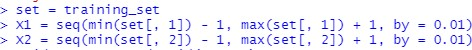 > set = training_set
> X1 = seq(min(set[, 1]) - 1, max(set[, 1]) + 1, by = 0.01)
> X2 = seq(min(set[, 2]) - 1, max(set[, 2]) + 1, by = 0.01)